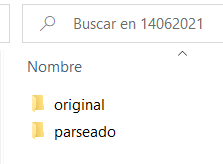 Buscar en 14062021
Nombre
original
parseado